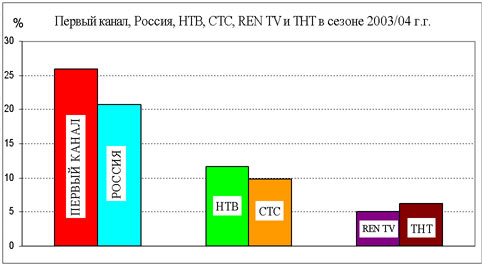 % Первый канал, Россия, НТВ, СТС, REN TV и ТНТ в сезоне 2003/04 г.г.
30
25
20
15
10
5
0
ПЕРВЫЙ КАНАЛ
РОССИЯ
НТВ
СТС
REN TV
ТНТ